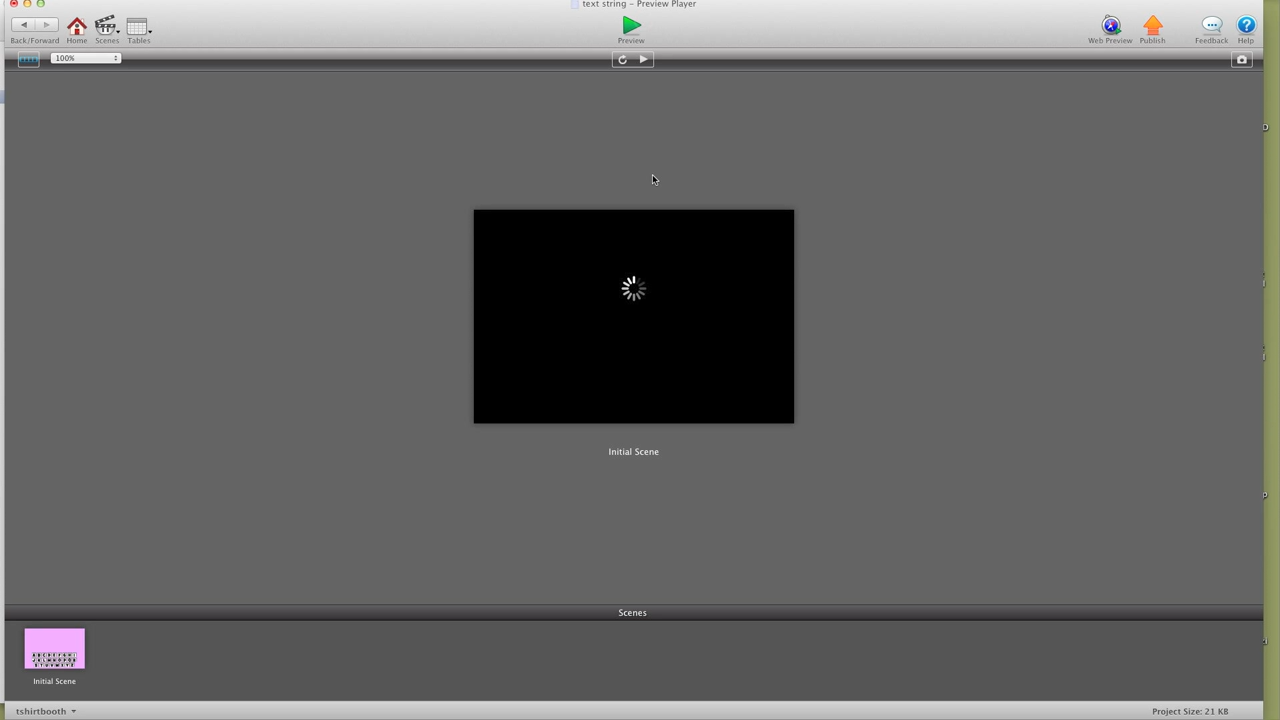 text string – Preview Player
Back/Forward
Home
Scenes
Tables
Preview
Web Preview
Publish
Feedback
Help
100%
Initial Scene
Scenes
Initial Scene
tshirtbooth
Project Size: 21 KB